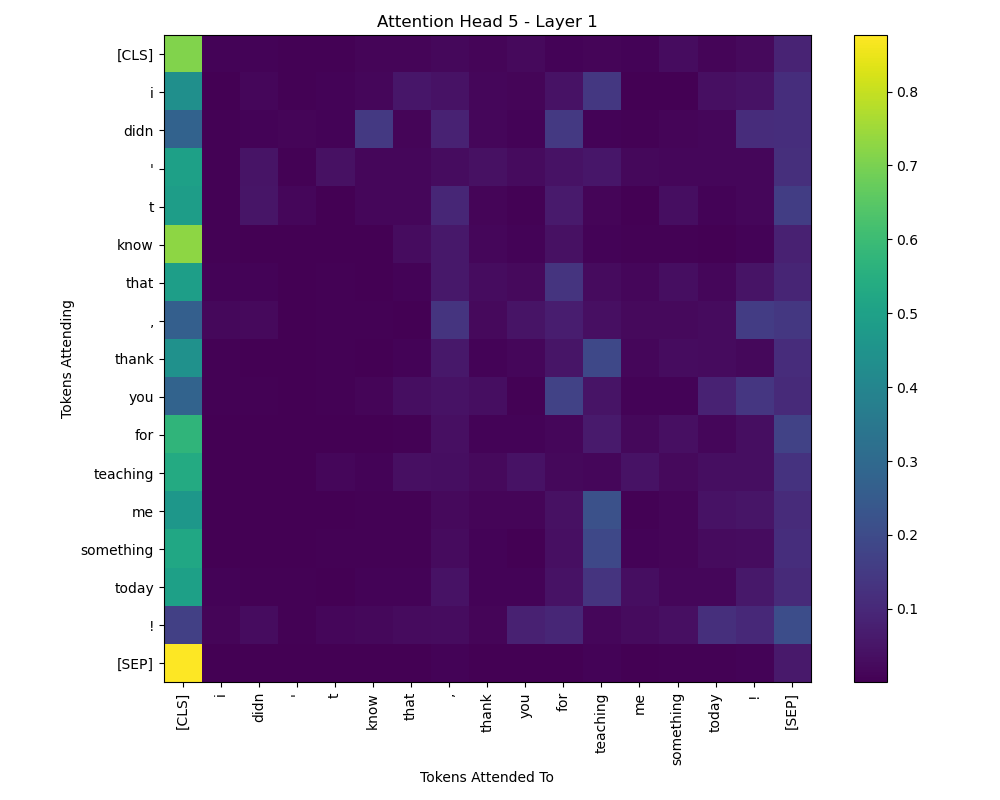 Attention Head 5 - Layer 1
Tokens Attending
[CLS]
i
didn
'
t
know
that
,
thank
you
for
teaching
me
something
today
!
[SEP]
[CLS]
i
didn
'
t
know
that
,
thank
you
for
teaching
me
something
today
!
[SEP]
Tokens Attended To
0.8
0.7
0.6
0.5
0.4
0.3
0.2
0.1